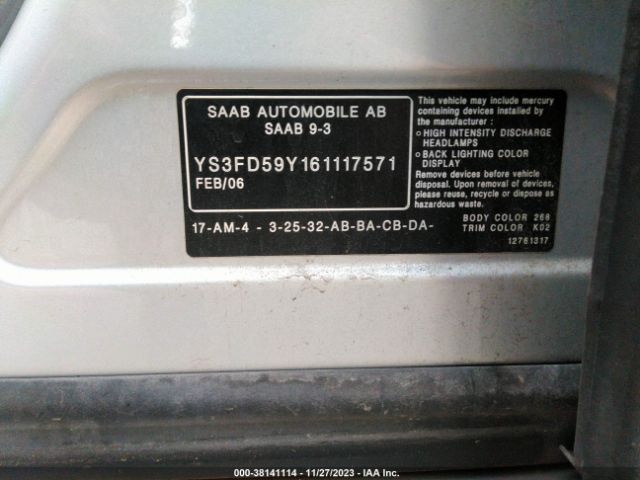 SAAB AUTOMOBILE AB
SAAB 9-3
YS3FD59Y161117571
FEB/06
17-AM-4 - 3-25-32-AB-BA-CB-DA-
This vehicle may include mercury
containing devices installed by
the manufacturer :
○ HIGH INTENSITY DISCHARGE
HEADLAMPS
○ BACK LIGHTING COLOR
DISPLAY
Remove devices before vehicle
disposal. Upon removal of devices,
please reuse, recycle or dispose as
hazardous waste.
BODY COLOR 268
TRIM COLOR K02
12761317
000-38141114 - 11/27/2023 - IAA Inc.